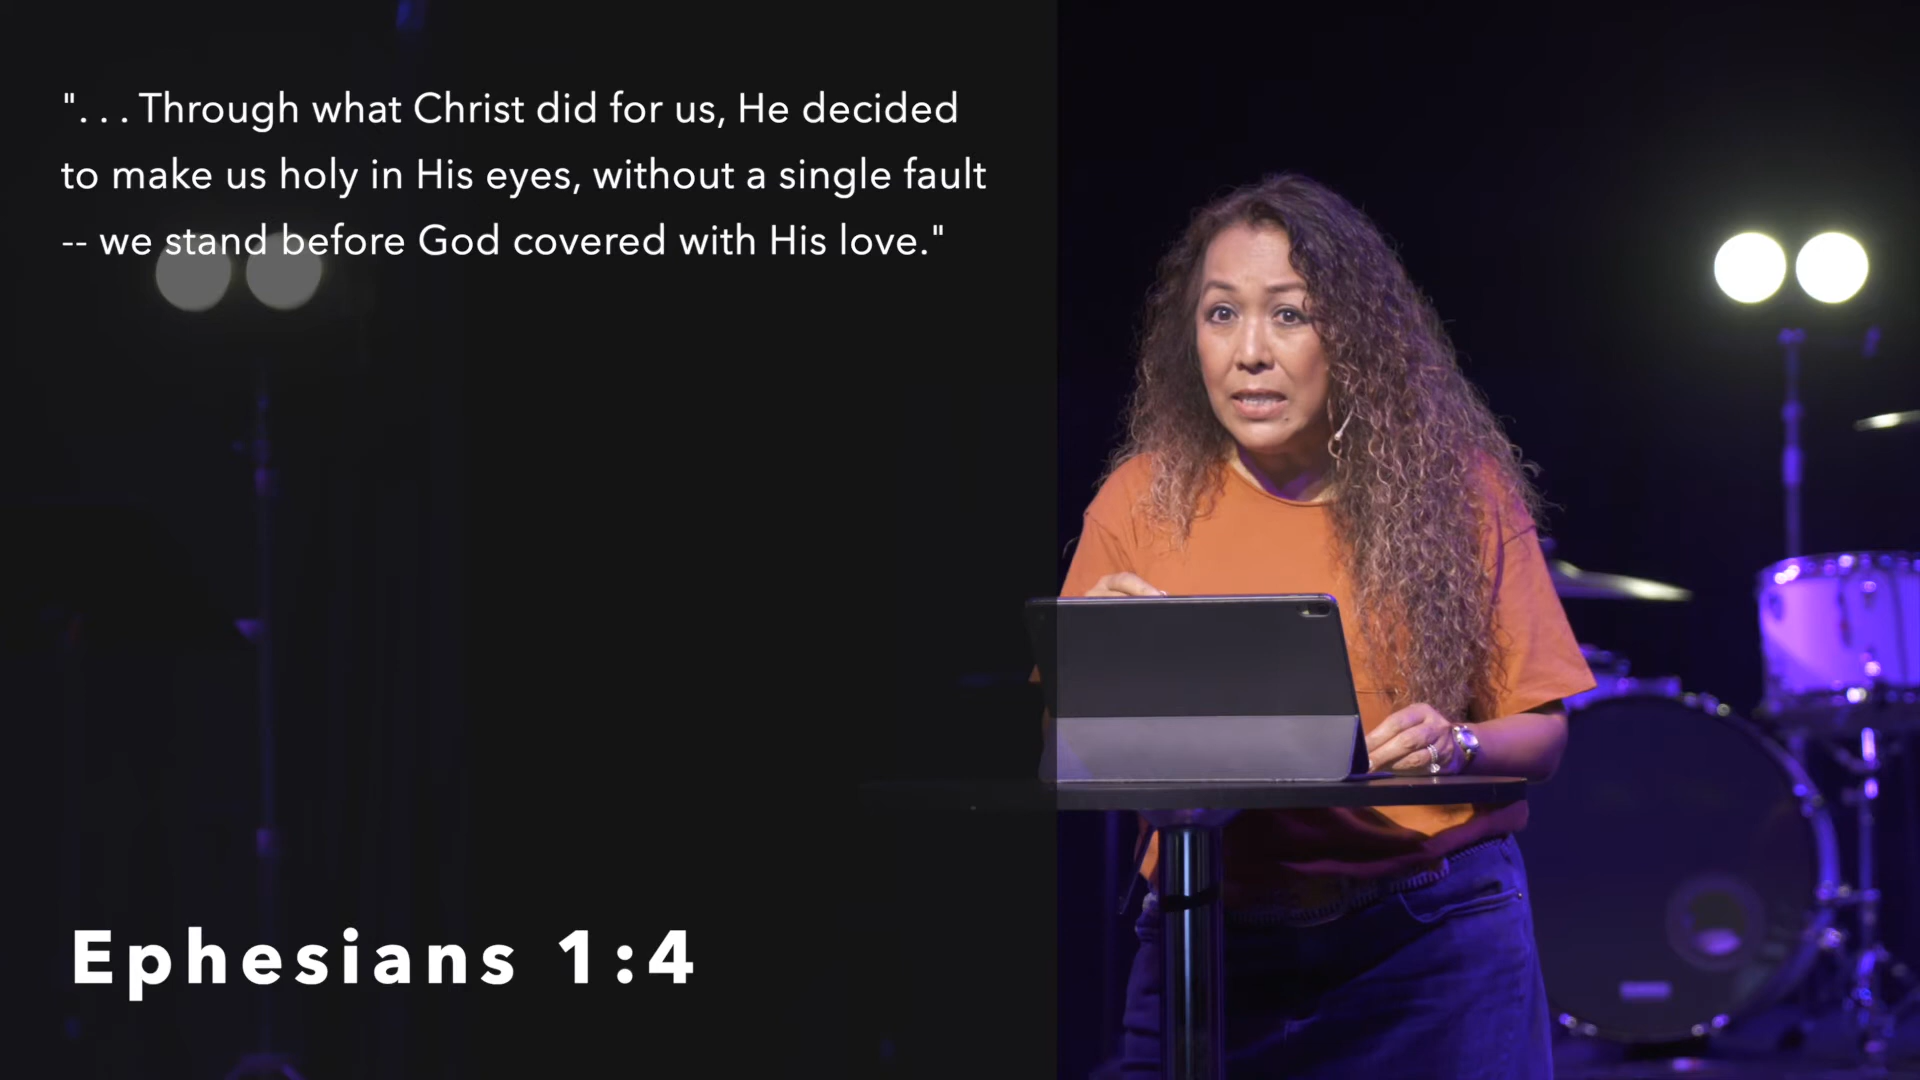 ". . . Through what Christ did for us, He decided
to make us holy in His eyes, without a single fault
-- we stand before God covered with His love."
Ephesians 1:4